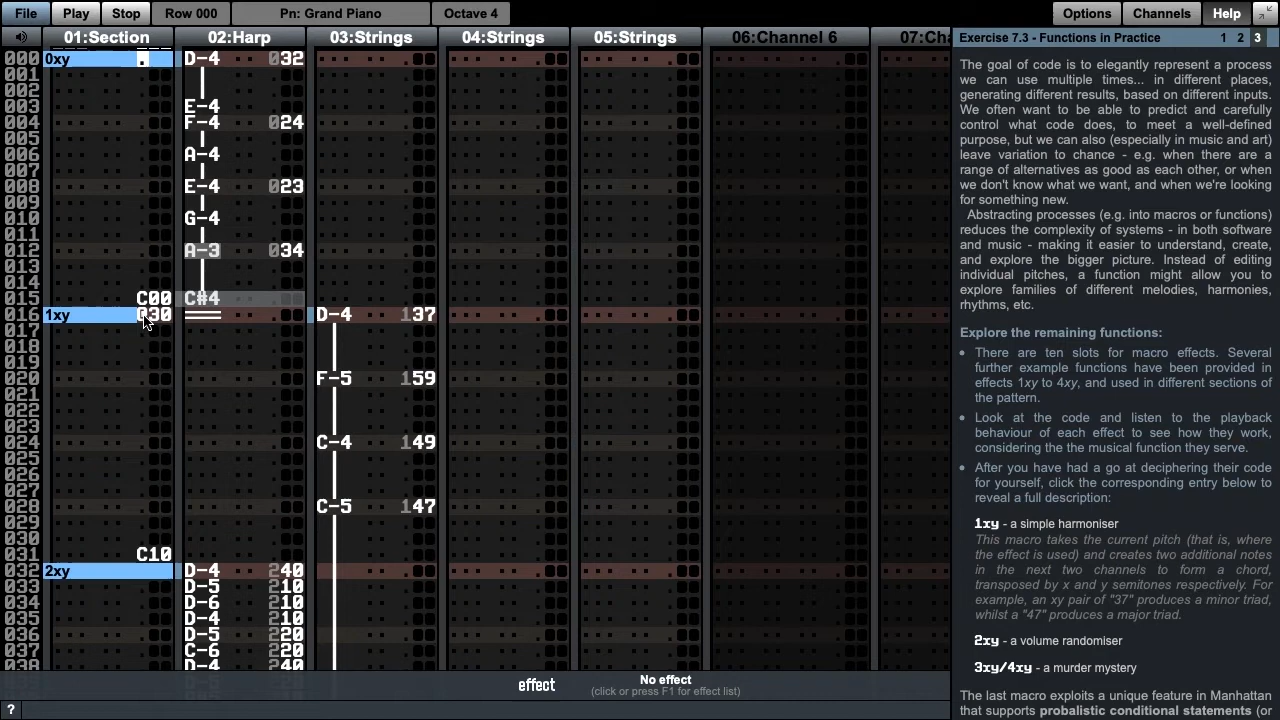 File Play Stop Row 000 Pn: Grand Piano Octave 4 Options Channels Help
01:Section 02:Harp 03:Strings 04:Strings 05:Strings 06:Channel 6 07:Cha
Exercise 7.3 - Functions in Practice 1 2 3
000 0xy D-4 032
001
002
003 E-4
004 F-4 024
005
006 A-4
007
008 E-4 023
009
010 G-4
011
012 A-3 034
013
014
015 C00 C#4
016 1xy D-4 137
017
018
019
020 F-5 159
021
022
023
024 C-4 149
025
026
027
028 C-5 147
029
030
031 C10
032 2xy D-4 240
033 D-5 210
034 D-6 210
035 D-4 210
036 D-5 220
037 C-6 220
038 D-4 240
The goal of code is to elegantly represent a process
we can use multiple times... in different places,
generating different results, based on different inputs.
We often want to be able to predict and carefully
control what code does, to meet a well-defined
purpose, but we can also (especially in music and art)
leave variation to chance - e.g. when there are a
range of alternatives as good as each other, or when
we don't know what we want, and when we're looking
for something new.
Abstracting processes (e.g. into macros or functions)
reduces the complexity of systems - in both software
and music - making it easier to understand, create,
and explore the bigger picture. Instead of editing
individual pitches, a function might allow you to
explore families of different melodies, harmonies,
rhythms, etc.
Explore the remaining functions:
• There are ten slots for macro effects. Several
further example functions have been provided in
effects 1xy to 4xy, and used in different sections of
the pattern.
• Look at the code and listen to the playback
behaviour of each effect to see how they work,
considering the the musical function they serve.
• After you have had a go at deciphering their code
for yourself, click the corresponding entry below to
reveal a full description:
1xy - a simple harmoniser
This macro takes the current pitch (that is, where
the effect is used) and creates two additional notes
in the next two channels to form a chord,
transposed by x and y semitones respectively. For
example, an xy pair of "37" produces a minor triad,
whilst a "47" produces a major triad.
2xy - a volume randomiser
3xy/4xy - a murder mystery
The last macro exploits a unique feature in Manhattan
that supports probalistic conditional statements (or
effect No effect
(click or press F1 for effect list)
?